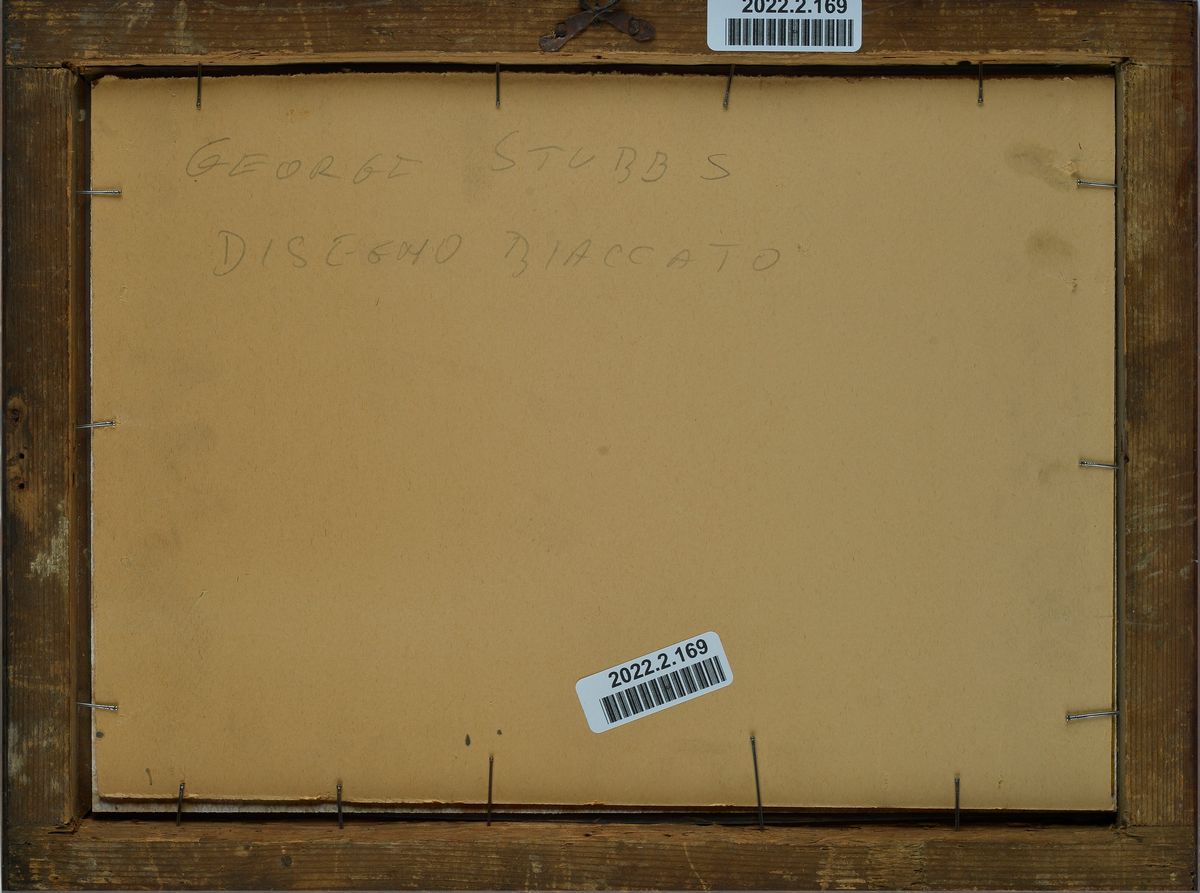 2022.2.169
GEORGE STUBBS
DISEGNO BIACCATO
2022.2.169